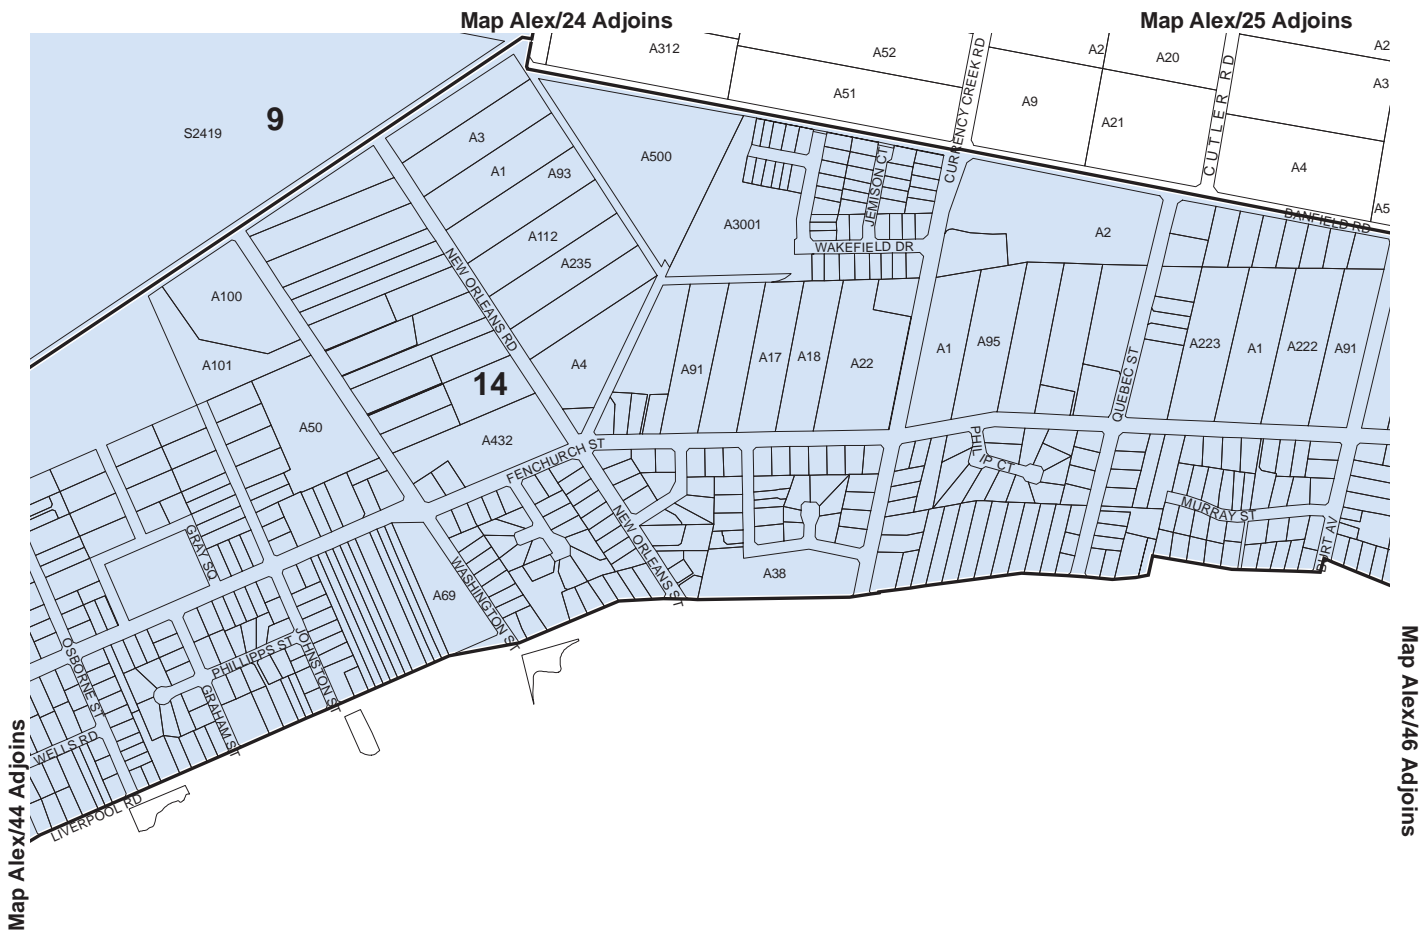 Map Alex/24 Adjoins
Map Alex/25 Adjoins
A312
A52
A2
A20
A2
A51
A3
S2419
9
A9
A21
CURRENCY CREEK RD
CUTLER RD
A3
A1
A93
A500
A4
JEMISON CT
A112
A3001
A5
BANFIELD RD
A2
WAKEFIELD DR
A235
NEW ORLEANS RD
A100
A101
14
A4
A91
A17
A18
A22
A1
A95
QUEBEC ST
A223
A1
A222
A91
A50
A432
FENCHURCH ST
PHIL
IP CT
MURRAY ST
BURT AV
GRAY SQ
NEW ORLEANS ST
WASHINGTON ST
A69
A38
OSBORNE ST
PHILLIPPS ST
JOHNSTON ST
GRAHAM ST
WELLS RD
LIVERPOOL RD
Map Alex/44 Adjoins
Map Alex/46 Adjoins